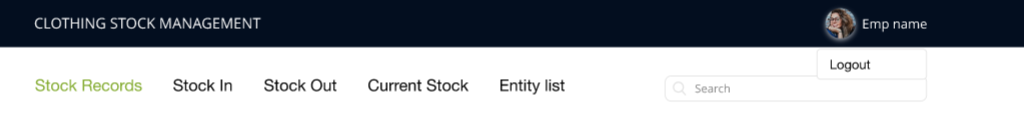 CLOTHING STOCK MANAGEMENT
Emp name
Logout
Stock Records
Stock In
Stock Out
Current Stock
Entity list
Search